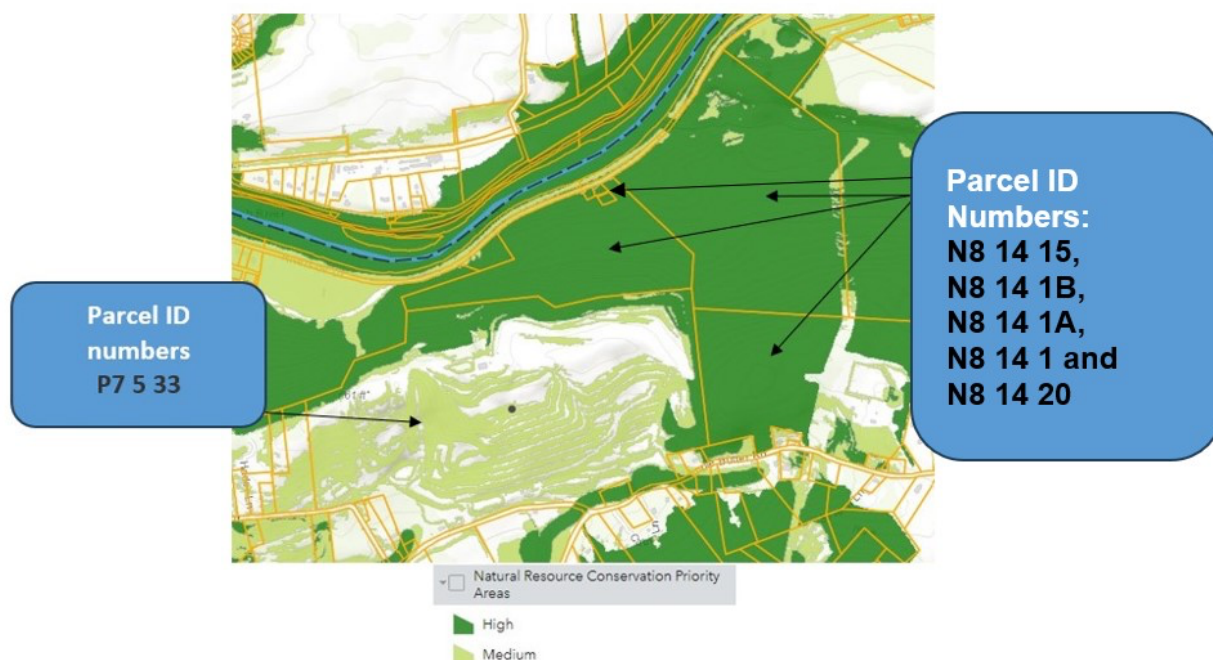 Parcel ID
numbers
P7 5 33
Parcel ID
Numbers:
N8 14 15,
N8 14 1B,
N8 14 1A,
N8 14 1 and
N8 14 20
Natural Resource Conservation Priority
Areas
High
Medium